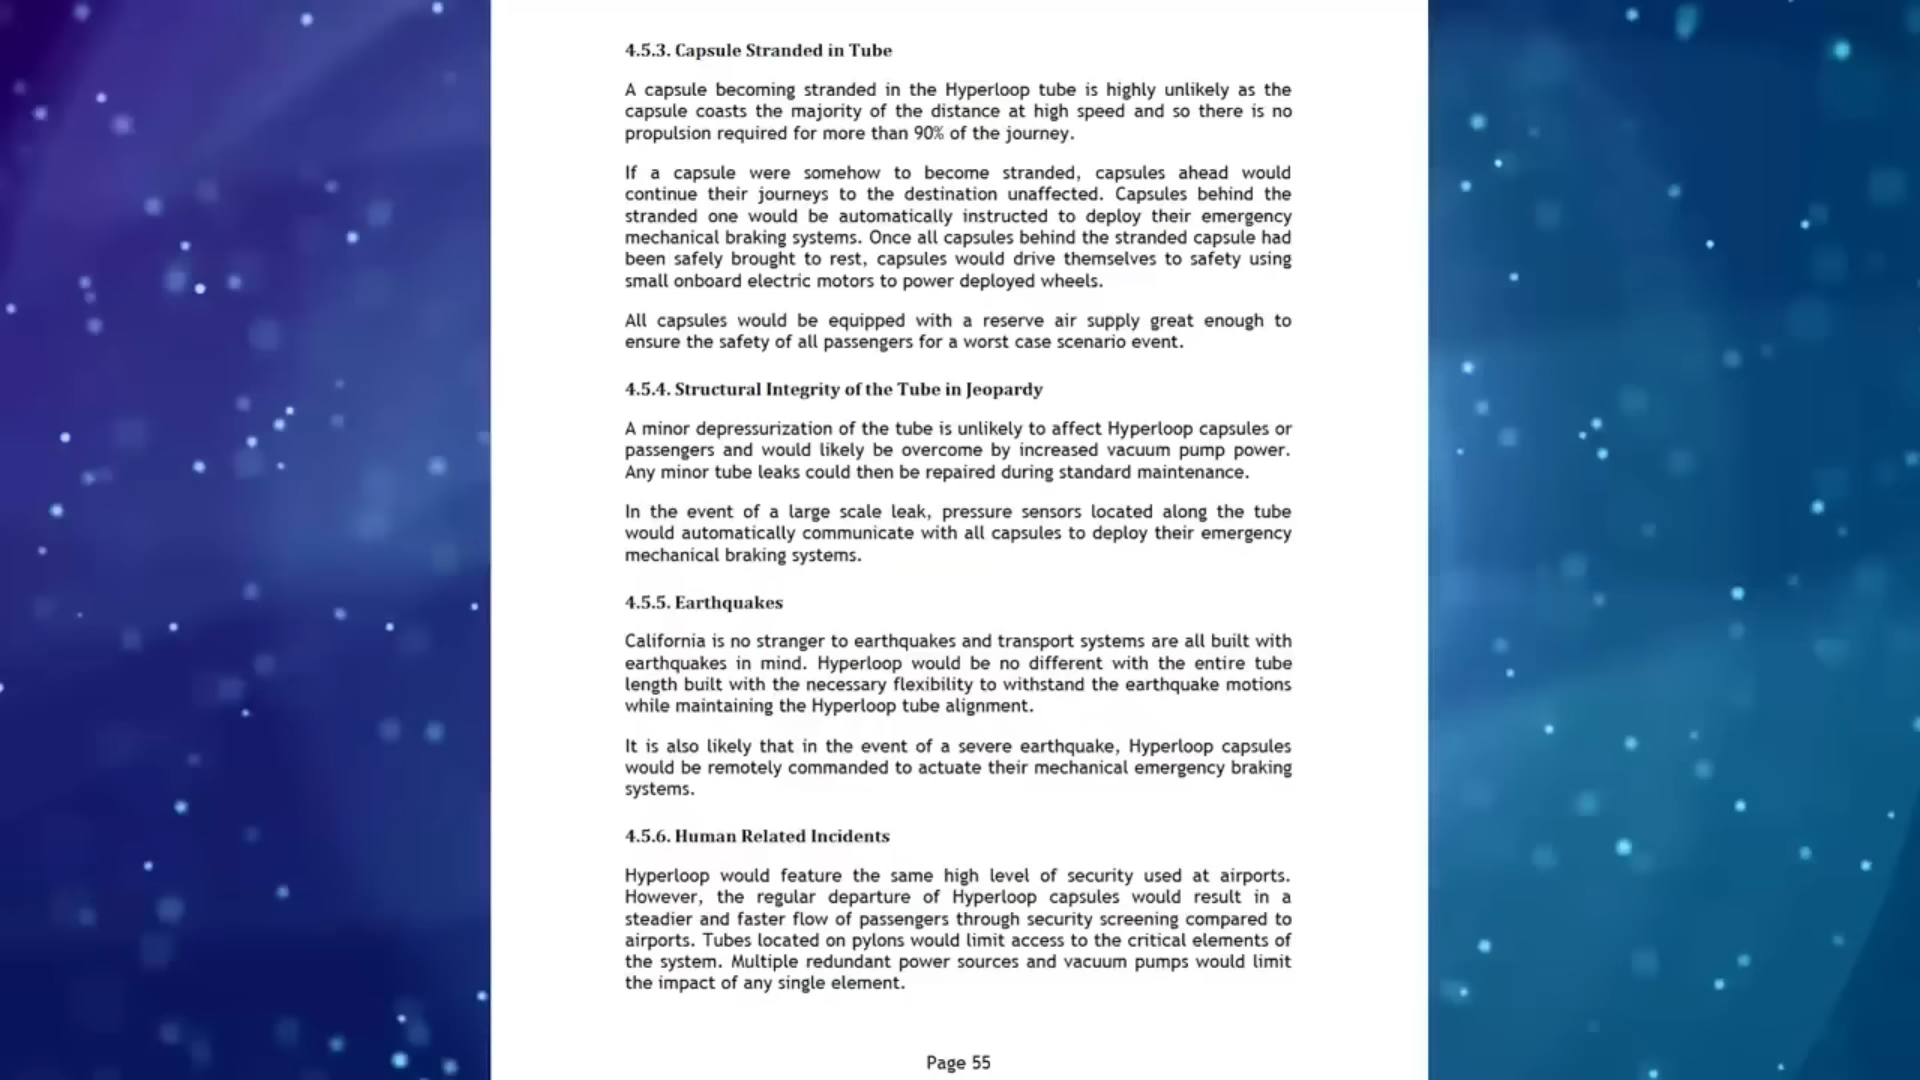 4.5.3. Capsule Stranded in Tube
A capsule becoming stranded in the Hyperloop tube is highly unlikely as the
capsule coasts the majority of the distance at high speed and so there is no
propulsion required for more than 90% of the journey.
If a capsule were somehow to become stranded, capsules ahead would
continue their journeys to the destination unaffected. Capsules behind the
stranded one would be automatically instructed to deploy their emergency
mechanical braking systems. Once all capsules behind the stranded capsule had
been safely brought to rest, capsules would drive themselves to safety using
small onboard electric motors to power deployed wheels.
All capsules would be equipped with a reserve air supply great enough to
ensure the safety of all passengers for a worst case scenario event.
4.5.4. Structural Integrity of the Tube in Jeopardy
A minor depressurization of the tube is unlikely to affect Hyperloop capsules or
passengers and would likely be overcome by increased vacuum pump power.
Any minor tube leaks could then be repaired during standard maintenance.
In the event of a large scale leak, pressure sensors located along the tube
would automatically communicate with all capsules to deploy their emergency
mechanical braking systems.
4.5.5. Earthquakes
California is no stranger to earthquakes and transport systems are all built with
earthquakes in mind. Hyperloop would be no different with the entire tube
length built with the necessary flexibility to withstand the earthquake motions
while maintaining the Hyperloop tube alignment.
It is also likely that in the event of a severe earthquake, Hyperloop capsules
would be remotely commanded to actuate their mechanical emergency braking
systems.
4.5.6. Human Related Incidents
Hyperloop would feature the same high level of security used at airports.
However, the regular departure of Hyperloop capsules would result in a
steadier and faster flow of passengers through security screening compared to
airports. Tubes located on pylons would limit access to the critical elements of
the system. Multiple redundant power sources and vacuum pumps would limit
the impact of any single element.
Page 55